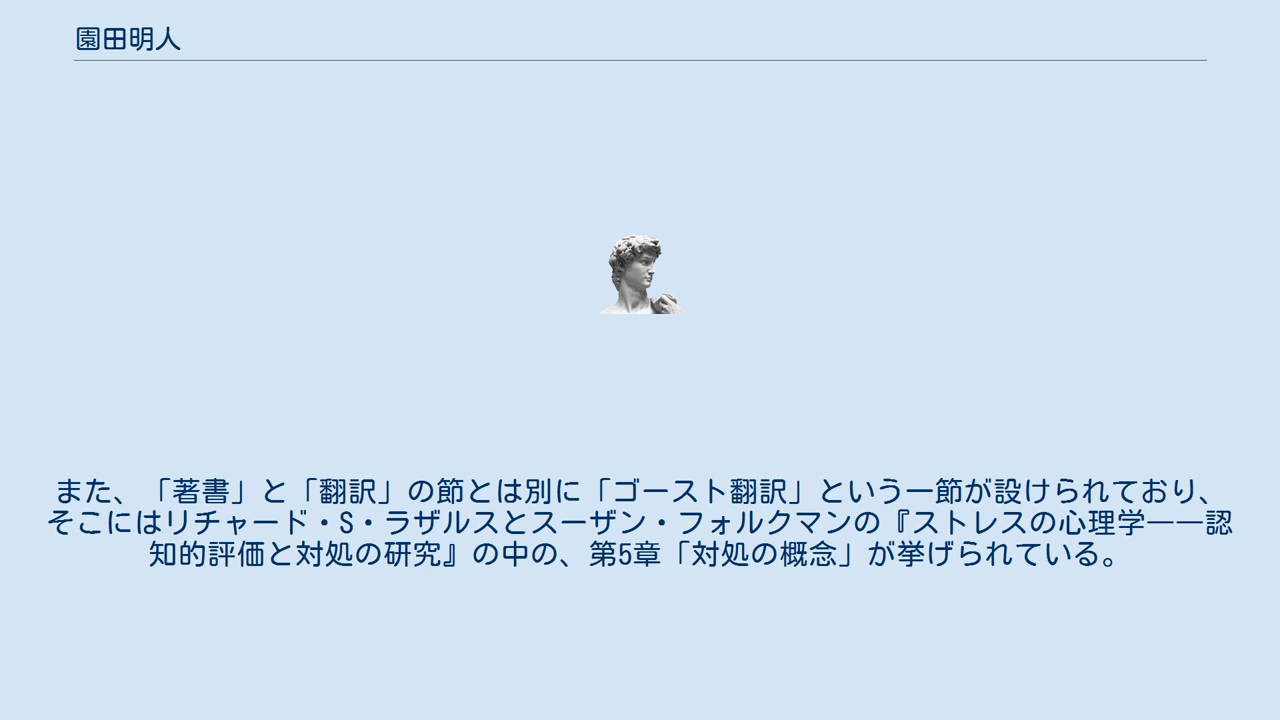 園田明人
また、「著書」と「翻訳」の節とは別に「ゴースト翻訳」という一節が設けられており、
そこにはリチャード・S・ラザルスとスーザン・フォルクマンの『ストレスの心理学――認
知的評価と対処の研究』の中の、第5章「対処の概念」が挙げられている。